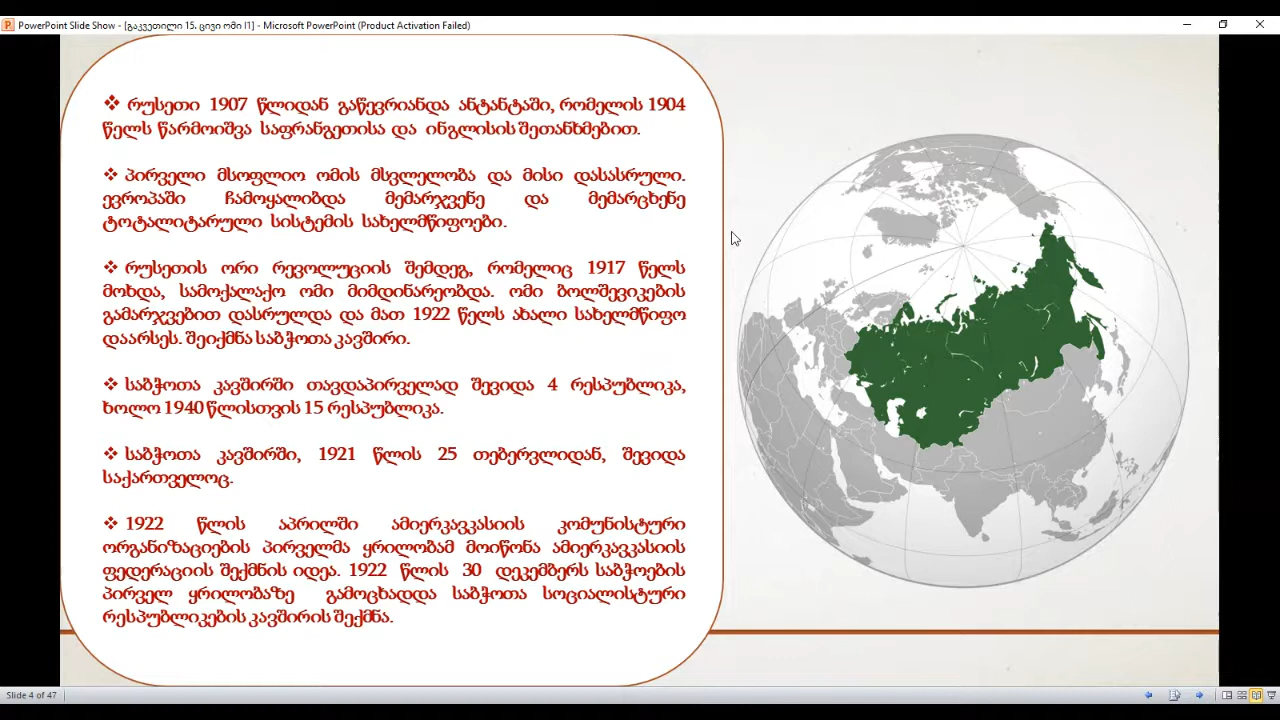 PowerPoint Slide Show - [გაკვეთილი 15. ცივი ომი I1] - Microsoft PowerPoint (Product Activation Failed)
❖ რუსეთი 1907 წლიდან გაწევრიანდა ანტანტაში, რომელის 1904
წელს წარმოიშვა საფრანგეთისა და ინგლისის შეთანხმებით.
❖ პირველი მსოფლიო ომის მსვლელობა და მისი დასასრული.
ევროპაში ჩამოყალიბდა მემარჯვენე და მემარცხენე
ტოტალიტარული სისტემის სახელმწიფოები.
❖ რუსეთის ორი რევოლუციის შემდეგ, რომელიც 1917 წელს
მოხდა, სამოქალაქო ომი მიმდინარეობდა. ომი ბოლშევიკების
გამარჯვებით დასრულდა და მათ 1922 წელს ახალი სახელმწიფო
დაარსეს. შეიქმნა საბჭოთა კავშირი.
❖ საბჭოთა კავშირში თავდაპირველად შევიდა 4 რესპუბლიკა,
ხოლო 1940 წლისთვის 15 რესპუბლიკა.
❖ საბჭოთა კავშირში, 1921 წლის 25 თებერვლიდან, შევიდა
საქართველოც.
❖ 1922 წლის აპრილში ამიერკავკასიის კომუნისტური
ორგანიზაციების პირველმა ყრილობამ მოიწონა ამიერკავკასიის
ფედერაციის შექმნის იდეა. 1922 წლის 30 დეკემბერს საბჭოების
პირველ ყრილობაზე გამოცხადდა საბჭოთა სოციალისტური
რესპუბლიკების კავშირის შექმნა.
Slide 4 of 47